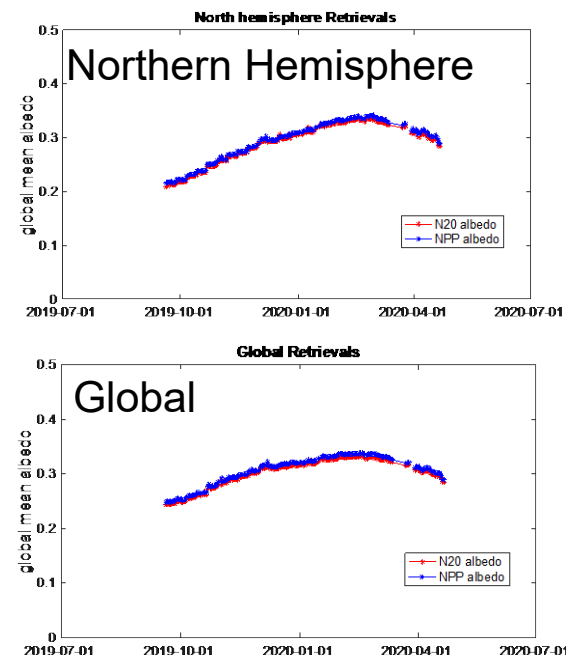 North hemisphere Retrievals
Northern Hemisphere
0.5
0.4
0.3
0.2
0.1
0
global mean albedo
N20 albedo
NPP albedo
2019-07-01 2019-10-01 2020-01-01 2020-04-01 2020-07-01
Global Retrievals
Global
0.5
0.4
0.3
0.2
0.1
0
global mean albedo
N20 albedo
NPP albedo
2019-07-01 2019-10-01 2020-01-01 2020-04-01 2020-07-01